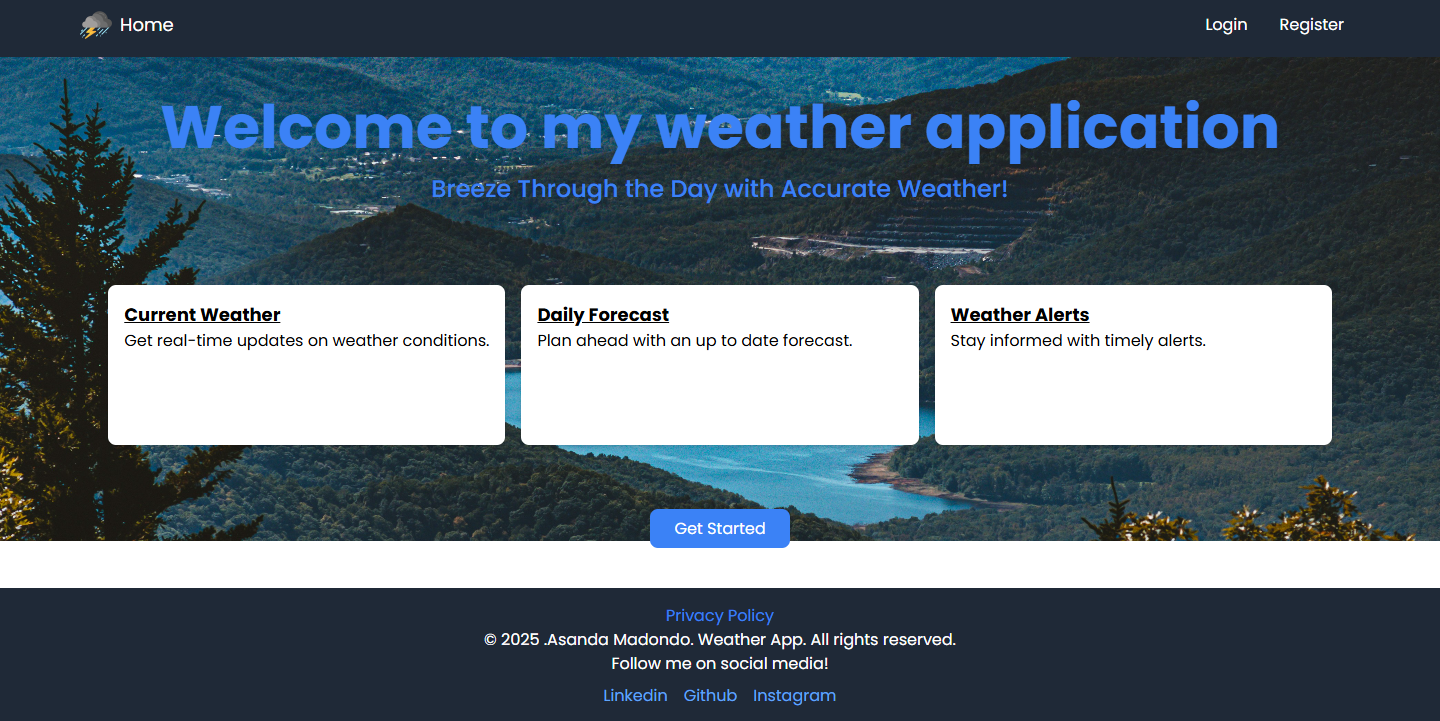 Home Login Register
Welcome to my weather application
Breeze Through the Day with Accurate Weather!
Current Weather
Get real-time updates on weather conditions.
Daily Forecast
Plan ahead with an up to date forecast.
Weather Alerts
Stay informed with timely alerts.
Get Started
Privacy Policy
© 2025 .Asanda Madondo. Weather App. All rights reserved.
Follow me on social media!
Linkedin Github Instagram